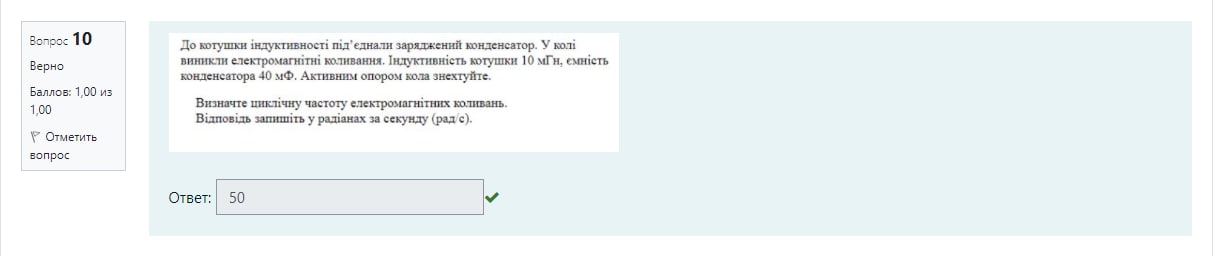 Вопрос 10
Верно
Баллов: 1,00 из
1,00
Отметить
вопрос
До котушки індуктивності під’єднали заряджений конденсатор. У колі
виникли електромагнітні коливання. Індуктивність котушки 10 мГн, ємність
конденсатора 40 мФ. Активним опором кола знехтуйте.
Визначте циклічну частоту електромагнітних коливань.
Відповідь запишіть у радіанах за секунду (рад/с).
Ответ: 50